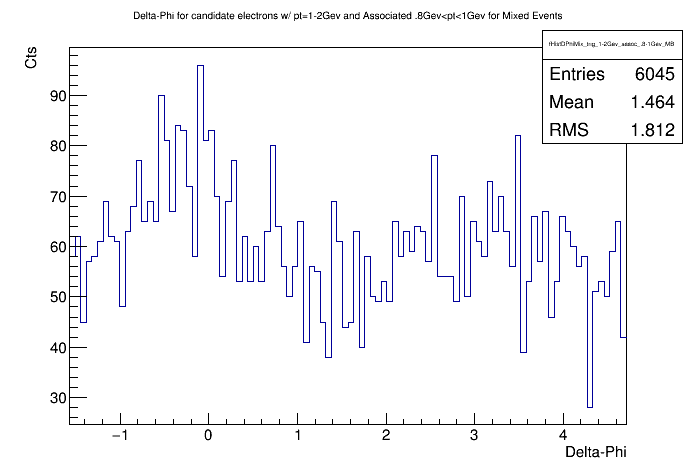 Delta-Phi for candidate electrons w/ pt=1-2Gev and Associated .8Gev<pt<1Gev for Mixed Events
Cts
fHistDPhiMix_trig_1-2Gev_assoc_.8-1Gev_MB
Entries 6045
Mean 1.464
RMS 1.812
90
80
70
60
50
40
30
−1 0 1 2 3 4
Delta-Phi